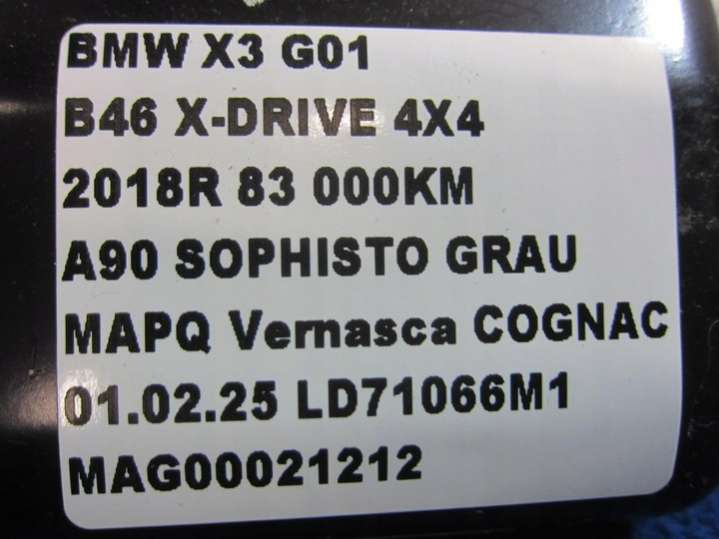 BMW X3 G01
B46 X-DRIVE 4X4
2018R 83 000KM
A90 SOPHISTO GRAU
MAPQ Vernasca COGNAC
01.02.25 LD71066M1
MAG00021212